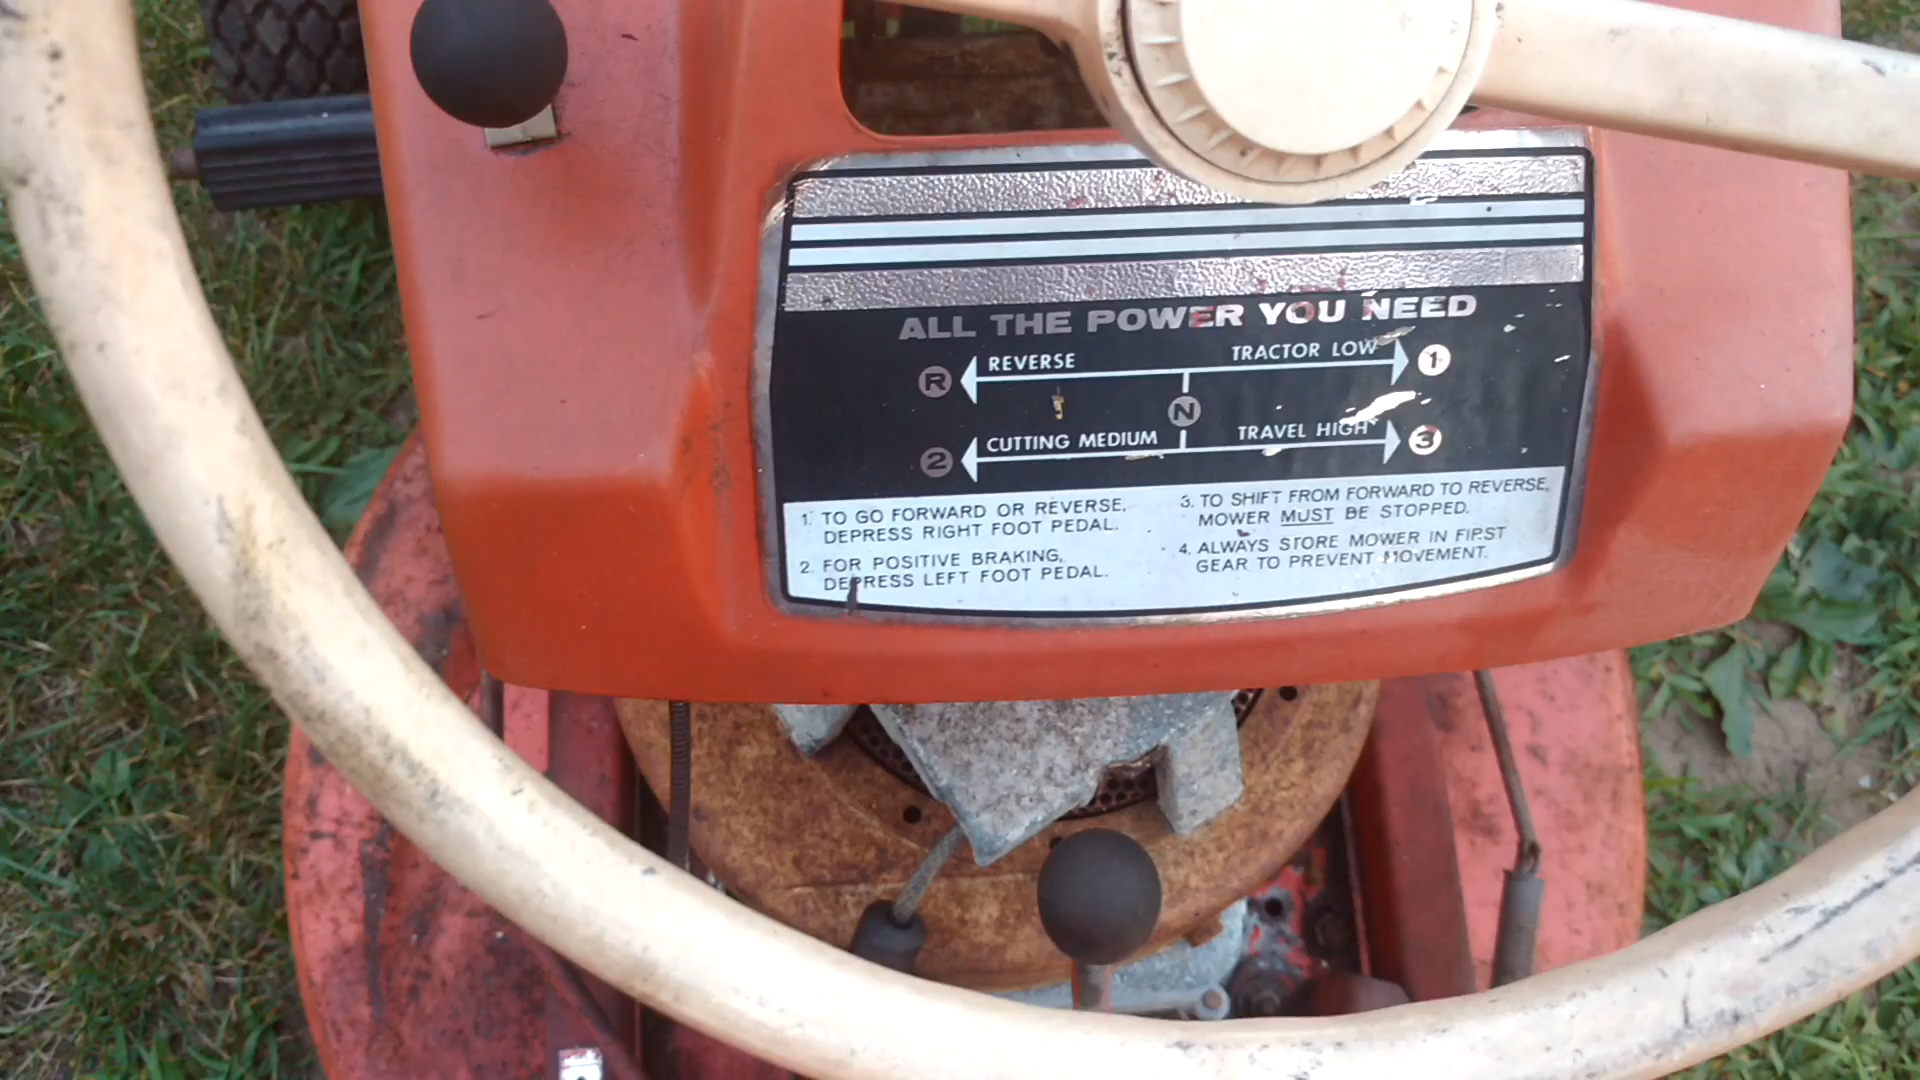 ALL THE POWER YOU NEED
R REVERSE TRACTOR LOW 1
N
2 CUTTING MEDIUM TRAVEL HIGH 3
1. TO GO FORWARD OR REVERSE,
DEPRESS RIGHT FOOT PEDAL.
2. FOR POSITIVE BRAKING,
DEPRESS LEFT FOOT PEDAL.
3. TO SHIFT FROM FORWARD TO REVERSE,
MOWER MUST BE STOPPED.
4. ALWAYS STORE MOWER IN FIRST
GEAR TO PREVENT MOVEMENT.